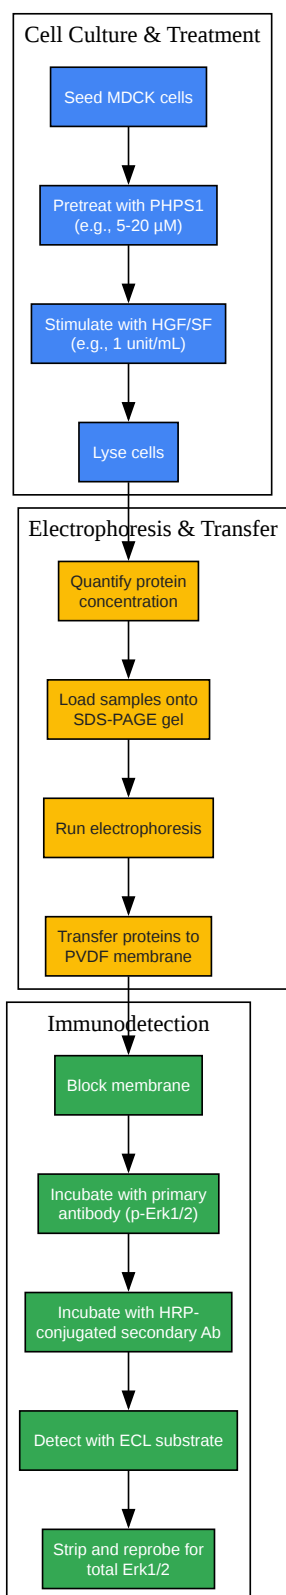 Cell Culture & Treatment
Seed MDCK cells
Pretreat with PHPS1
(e.g., 5-20 µM)
Stimulate with HGF/SF
(e.g., 1 unit/mL)
Lyse cells
Electrophoresis & Transfer
Quantify protein
concentration
Load samples onto
SDS-PAGE gel
Run electrophoresis
Transfer proteins to
PVDF membrane
Immunodetection
Block membrane
Incubate with primary
antibody (p-Erk1/2)
Incubate with HRP-
conjugated secondary Ab
Detect with ECL substrate
Strip and reprobe for
total Erk1/2